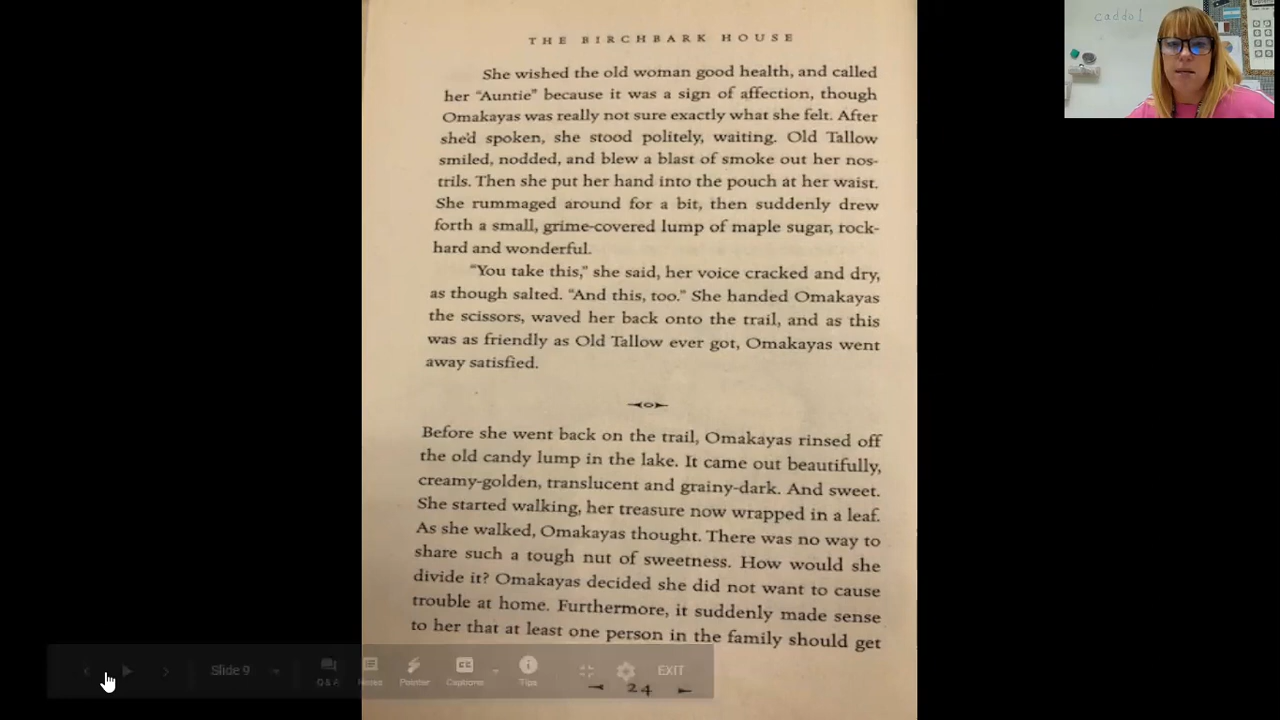 THE BIRCHBARK HOUSE
She wished the old woman good health, and called
her "Auntie" because it was a sign of affection, though
Omakayas was really not sure exactly what she felt. After
she'd spoken, she stood politely, waiting. Old Tallow
smiled, nodded, and blew a blast of smoke out her nos-
trils. Then she put her hand into the pouch at her waist.
She rummaged around for a bit, then suddenly drew
forth a small, grime-covered lump of maple sugar, rock-
hard and wonderful.
"You take this," she said, her voice cracked and dry,
as though salted. "And this, too." She handed Omakayas
the scissors, waved her back onto the trail, and as this
was as friendly as Old Tallow ever got, Omakayas went
away satisfied.
Before she went back on the trail, Omakayas rinsed off
the old candy lump in the lake. It came out beautifully,
creamy-golden, translucent and grainy-dark. And sweet.
She started walking, her treasure now wrapped in a leaf.
As she walked, Omakayas thought. There was no way to
share such a tough nut of sweetness. How would she
divide it? Omakayas decided she did not want to cause
trouble at home. Furthermore, it suddenly made sense
to her that at least one person in the family should get
24
caddo1
Slide 9
Q & A
Notes
Pointer
Captions
Tips
EXIT